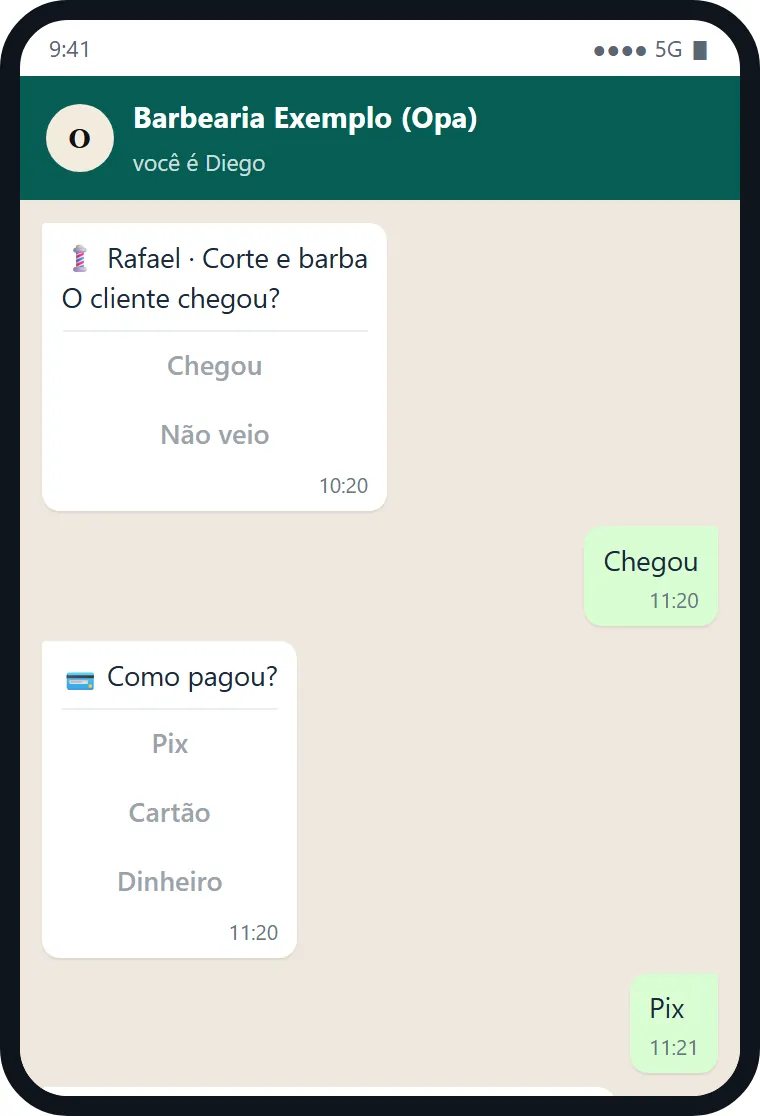 9:41
●●●● 5G
O
Barbearia Exemplo (Opa)
você é Diego
💈 Rafael · Corte e barba
O cliente chegou?
Chegou
Não veio
10:20
Chegou
11:20
💳 Como pagou?
Pix
Cartão
Dinheiro
11:20
Pix
11:21